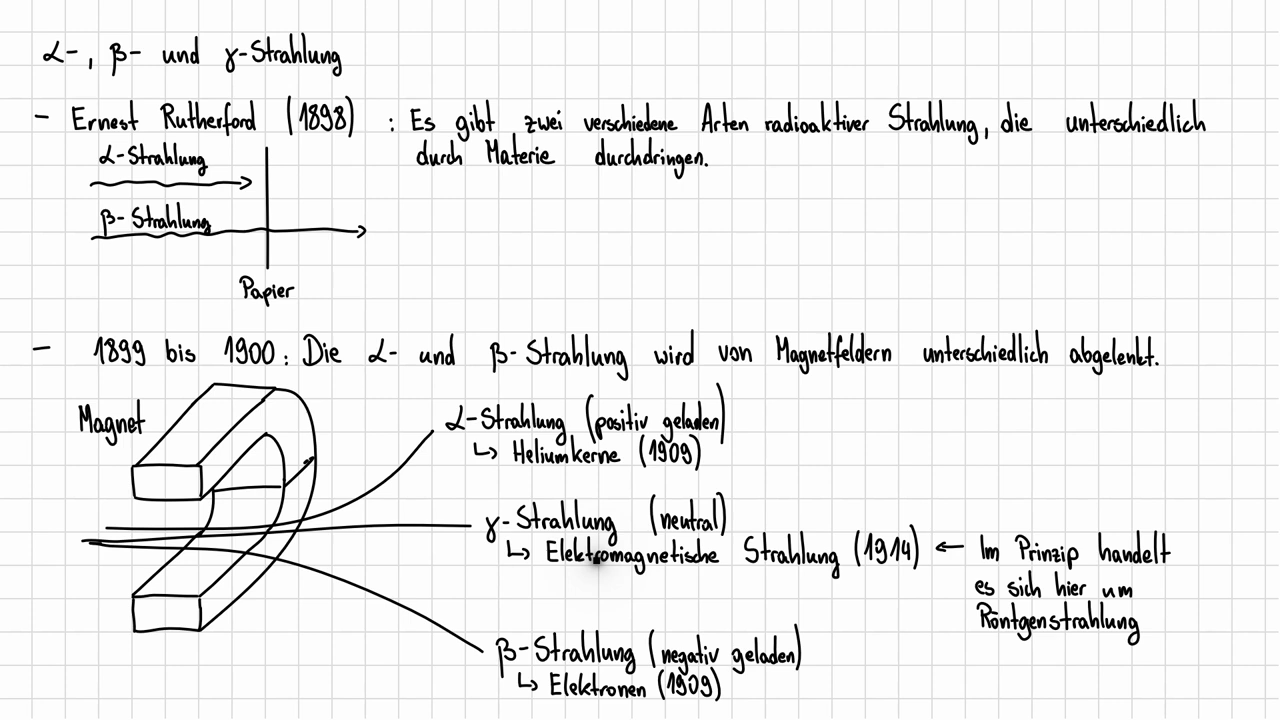 α-, β- und γ-Strahlung
- Ernest Rutherford (1898) : Es gibt zwei verschiedene Arten radioaktiver Strahlung, die unterschiedlich
durch Materie durchdringen.
α-Strahlung
β-Strahlung
Papier
- 1899 bis 1900: Die α- und β-Strahlung wird von Magnetfeldern unterschiedlich abgelenkt.
Magnet
α-Strahlung (positiv geladen)
↳ Heliumkerne (1909)
γ-Strahlung (neutral)
↳ Elektromagnetische Strahlung (1914) ← Im Prinzip handelt
es sich hier um
Röntgenstrahlung
β-Strahlung (negativ geladen)
↳ Elektronen (1909)